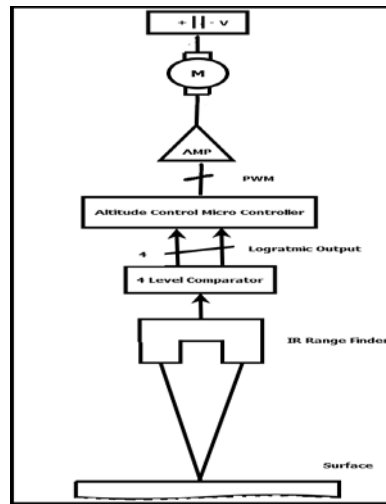 + - V
M
AMP
PWM
Altitude Control Micro Controller
4
Logratmic Output
4 Level Comparator
IR Range Finder
Surface